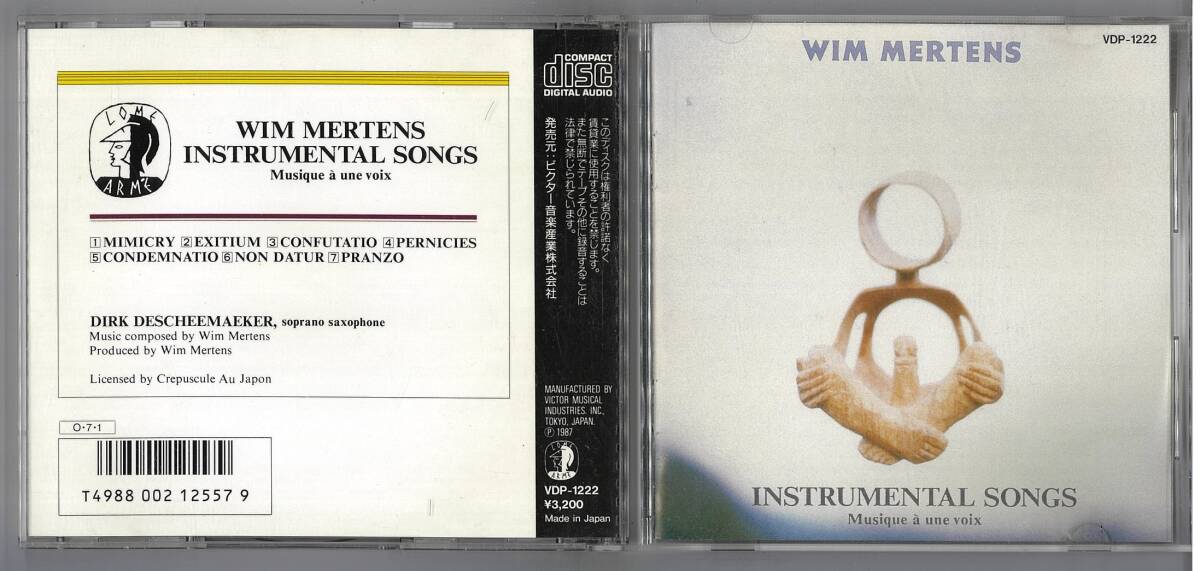 LOME
ARMÉ
WIM MERTENS
INSTRUMENTAL SONGS
Musique à une voix
1 MIMICRY 2 EXITIUM 3 CONFUTATIO 4 PERNICIES
5 CONDEMNATIO 6 NON DATUR 7 PRANZO
DIRK DESCHEEMAEKER, soprano saxophone
Music composed by Wim Mertens
Produced by Wim Mertens
Licensed by Crepuscule Au Japon
O・7・1
T4988 002 12557 9
COMPACT
disc
DIGITAL AUDIO
このディスクは権利者の許諾なく
賃貸業に使用することを禁じます。
また無断でテープその他に録音することは
法律で禁じられています。
発売元：ビクター音楽産業株式会社
MANUFACTURED BY
VICTOR MUSICAL
INDUSTRIES. INC.,
TOKYO, JAPAN.
Ⓟ 1987
LOME
ARMÉ
VDP-1222
¥3,200
Made in Japan
VDP-1222
WIM MERTENS
INSTRUMENTAL SONGS
Musique à une voix